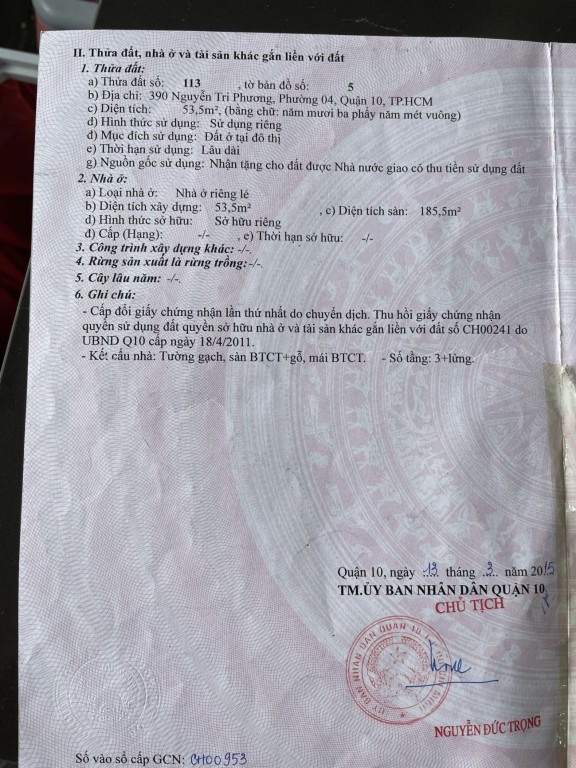 II. Thửa đất, nhà ở và tài sản khác gắn liền với đất
1. Thửa đất:
a) Thửa đất số: 113 , tờ bản đồ số: 5
b) Địa chỉ: 390 Nguyễn Tri Phương, Phường 04, Quận 10, TP.HCM
c) Diện tích: 53,5m², (bằng chữ: năm mươi ba phẩy năm mét vuông)
d) Hình thức sử dụng: Sử dụng riêng
đ) Mục đích sử dụng: Đất ở tại đô thị
e) Thời hạn sử dụng: Lâu dài
g) Nguồn gốc sử dụng: Nhận tặng cho đất được Nhà nước giao có thu tiền sử dụng đất
2. Nhà ở:
a) Loại nhà ở: Nhà ở riêng lẻ
b) Diện tích xây dựng: 53,5m² , c) Diện tích sàn: 185,5m²
d) Hình thức sở hữu: Sở hữu riêng
đ) Cấp (Hạng): -/- , e) Thời hạn sở hữu: -/-
3. Công trình xây dựng khác: -/-.
4. Rừng sản xuất là rừng trồng:-/-.
5. Cây lâu năm: -/-.
6. Ghi chú:
- Cấp đổi giấy chứng nhận lần thứ nhất do chuyển dịch. Thu hồi giấy chứng nhận
quyền sử dụng đất quyền sở hữu nhà ở và tài sản khác gắn liền với đất số CH00241 do
UBND Q10 cấp ngày 18/4/2011.
- Kết cấu nhà: Tường gạch, sàn BTCT+gỗ, mái BTCT. - Số tầng: 3+lửng.
Quận 10, ngày 13 tháng 3 năm 2015
TM.ỦY BAN NHÂN DÂN QUẬN 10
CHỦ TỊCH
ỦY BAN NHÂN DÂN QUẬN 10
NGUYỄN ĐỨC TRỌNG
Số vào sổ cấp GCN: CH00953